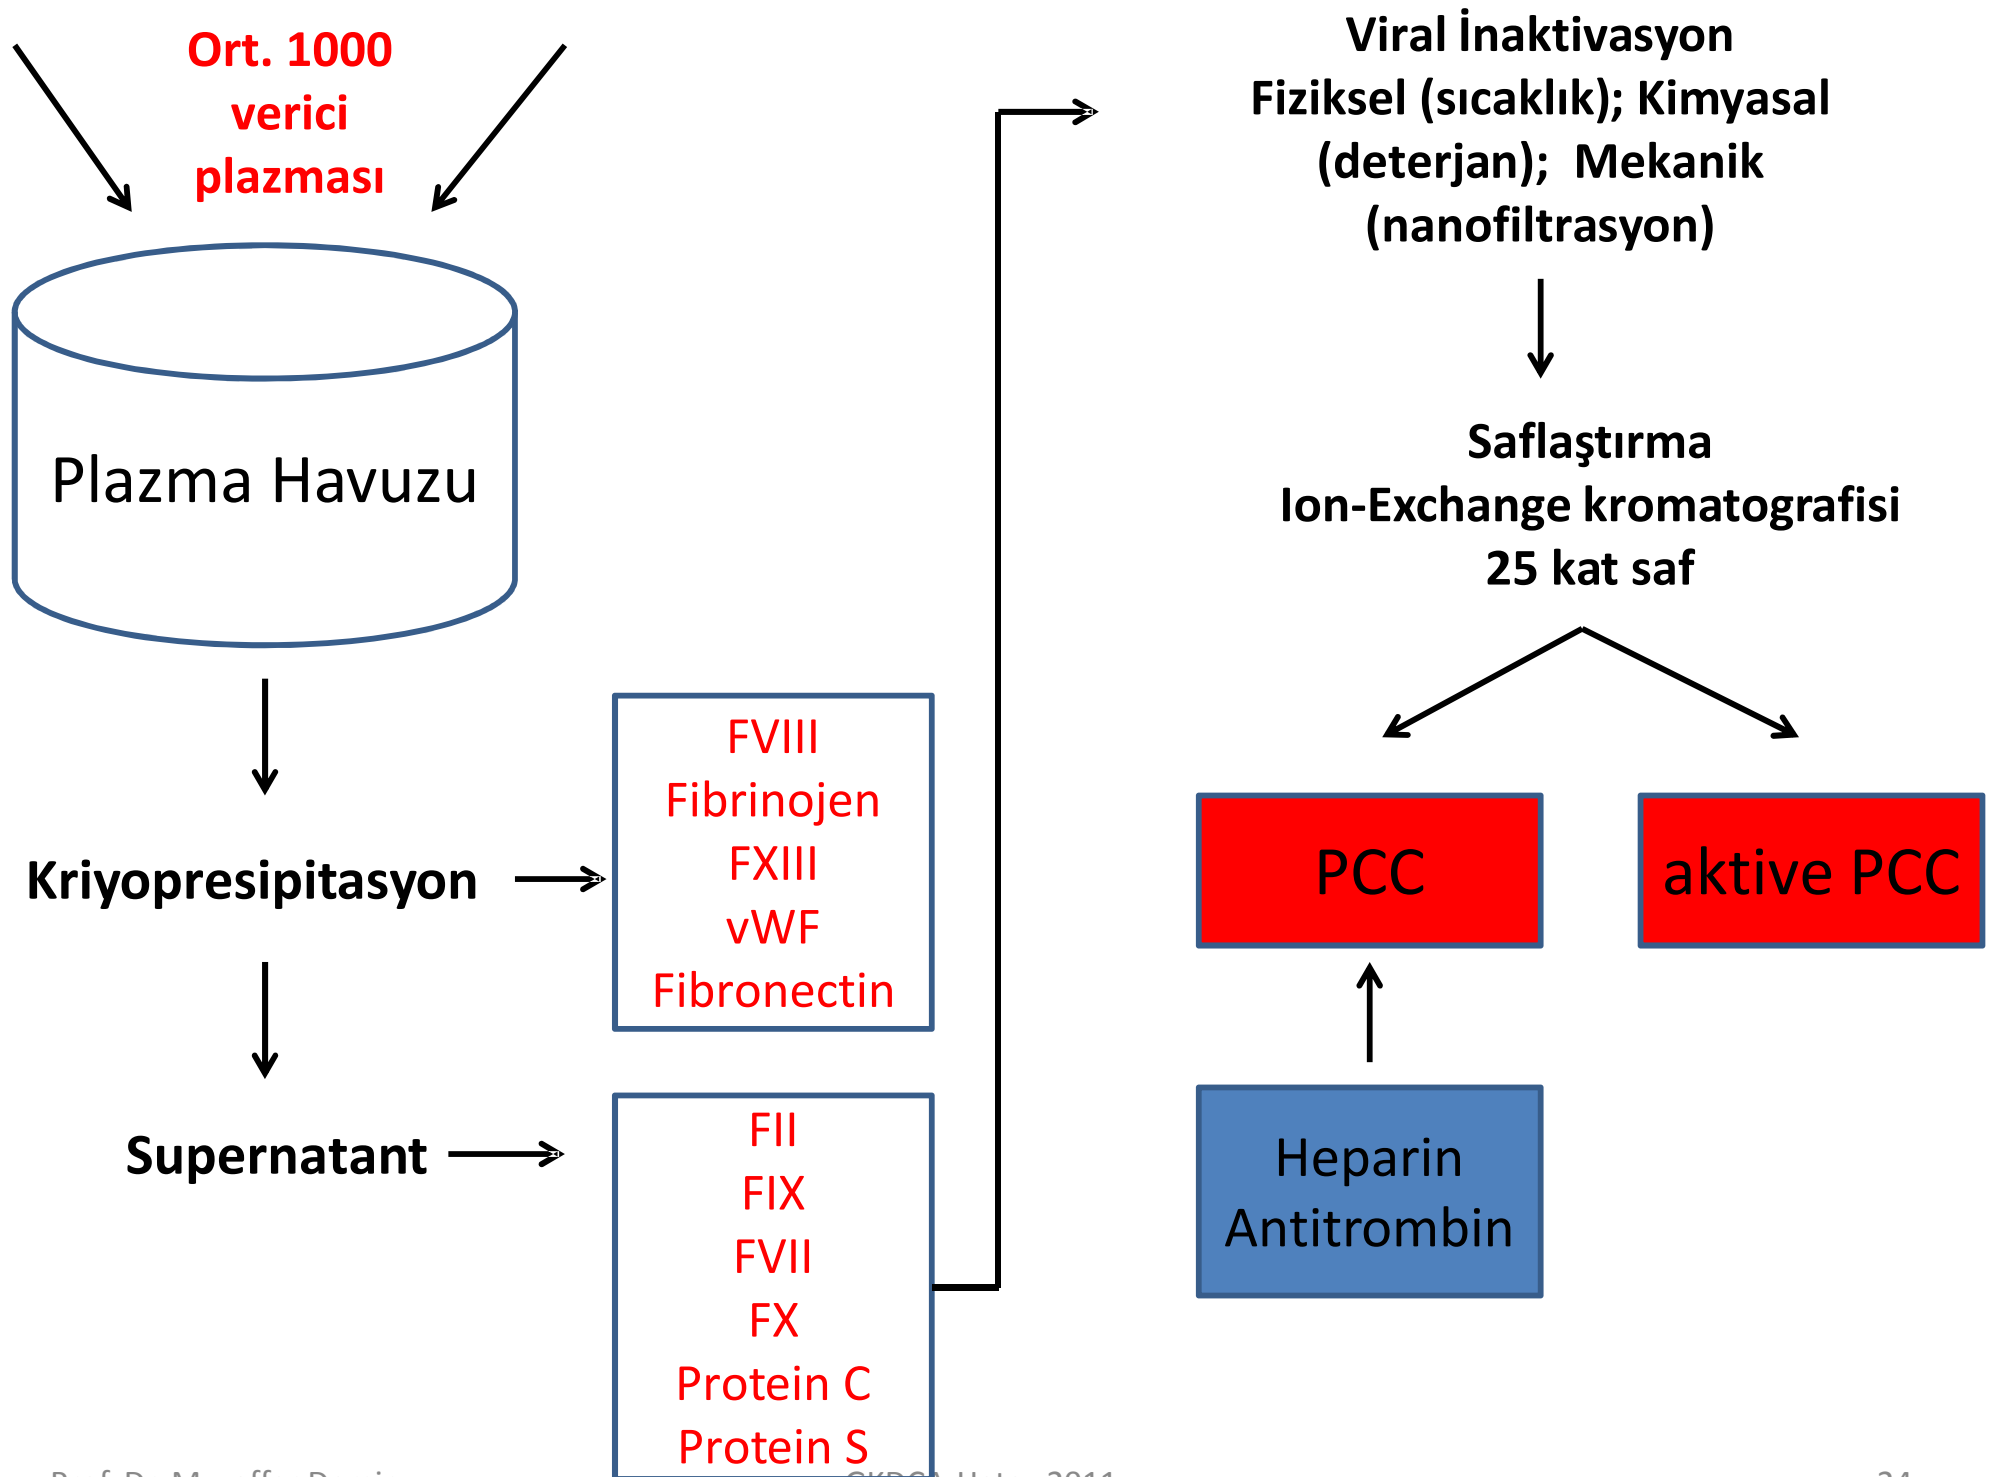 Ort. 1000
verici
plazması
Plazma Havuzu
Kriyopresipitasyon
FVIII
Fibrinojen
FXIII
vWF
Fibronectin
Supernatant
FII
FIX
FVII
FX
Protein C
Protein S
Viral İnaktivasyon
Fiziksel (sıcaklık); Kimyasal
(deterjan); Mekanik
(nanofiltrasyon)
Saflaştırma
Ion-Exchange kromatografisi
25 kat saf
PCC
aktive PCC
Heparin
Antitrombin